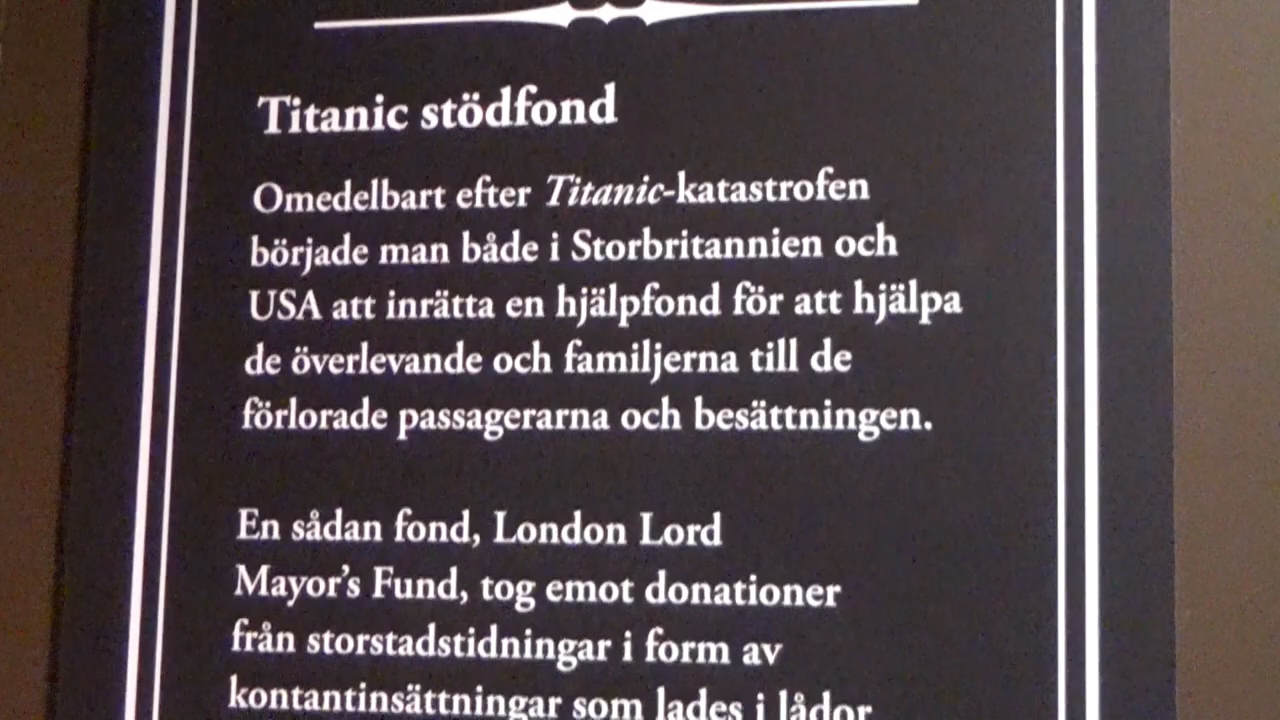 Titanic stödfond
Omedelbart efter Titanic-katastrofen
började man både i Storbritannien och
USA att inrätta en hjälpfond för att hjälpa
de överlevande och familjerna till de
förlorade passagerarna och besättningen.
En sådan fond, London Lord
Mayor’s Fund, tog emot donationer
från storstadstidningar i form av
kontantinsättningar som lades i lådor